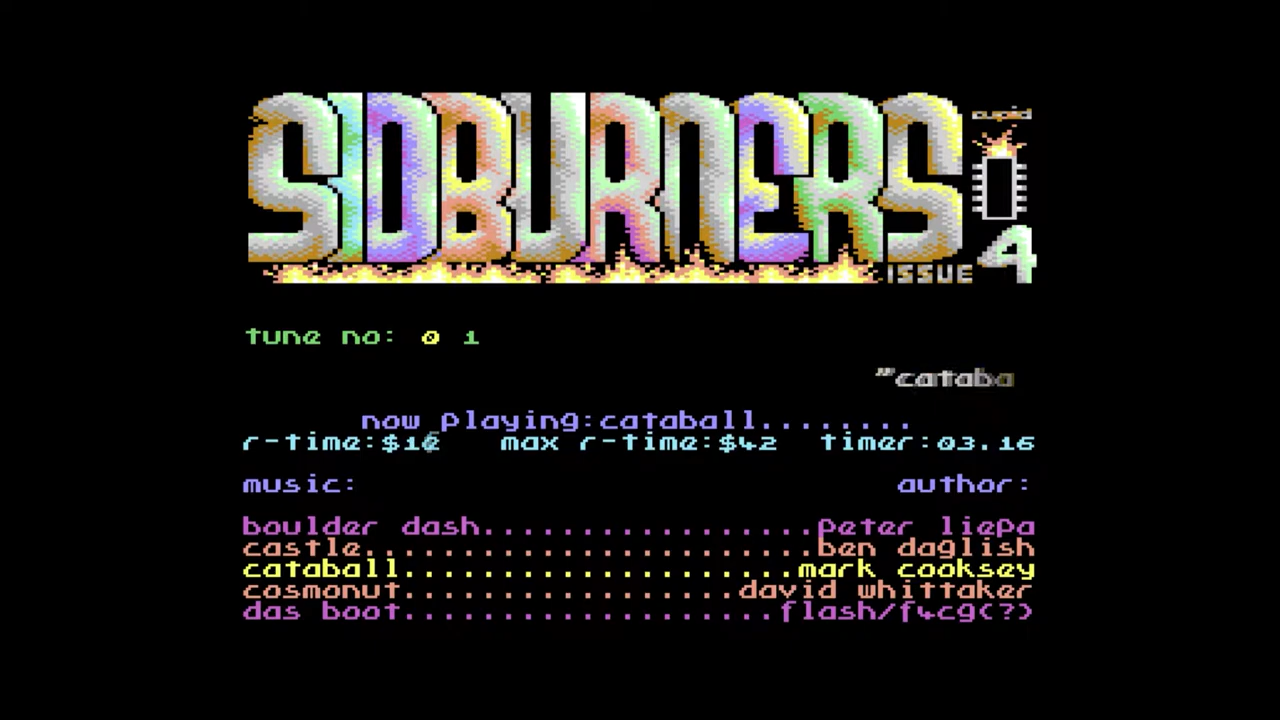 SIDBURNERS
cupid
ISSUE 4
tune no: 0 1
"cataba
now playing:cataball........
r-time:$16 max r-time:$42 timer:03.16
music: author:
boulder dash.................peter liepa
castle.......................ben daglish
cataball....................mark cooksey
cosmonut.................david whittaker
das boot...................flash/f4cg(?)